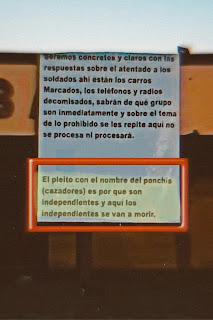 Seremos concretos y claros con las
respuestas sobre el atentado a los
soldados ahí están los carros
Marcados, los teléfonos y radios
decomisados, sabrán de qué grupo
son inmediatamente y sobre el tema
de lo prohibido se les repite aquí no
se procesa ni procesará.
El pleito con el nombre del ponchis
(cazadores) es por que son
independientes y aquí los
independientes se van a morir.